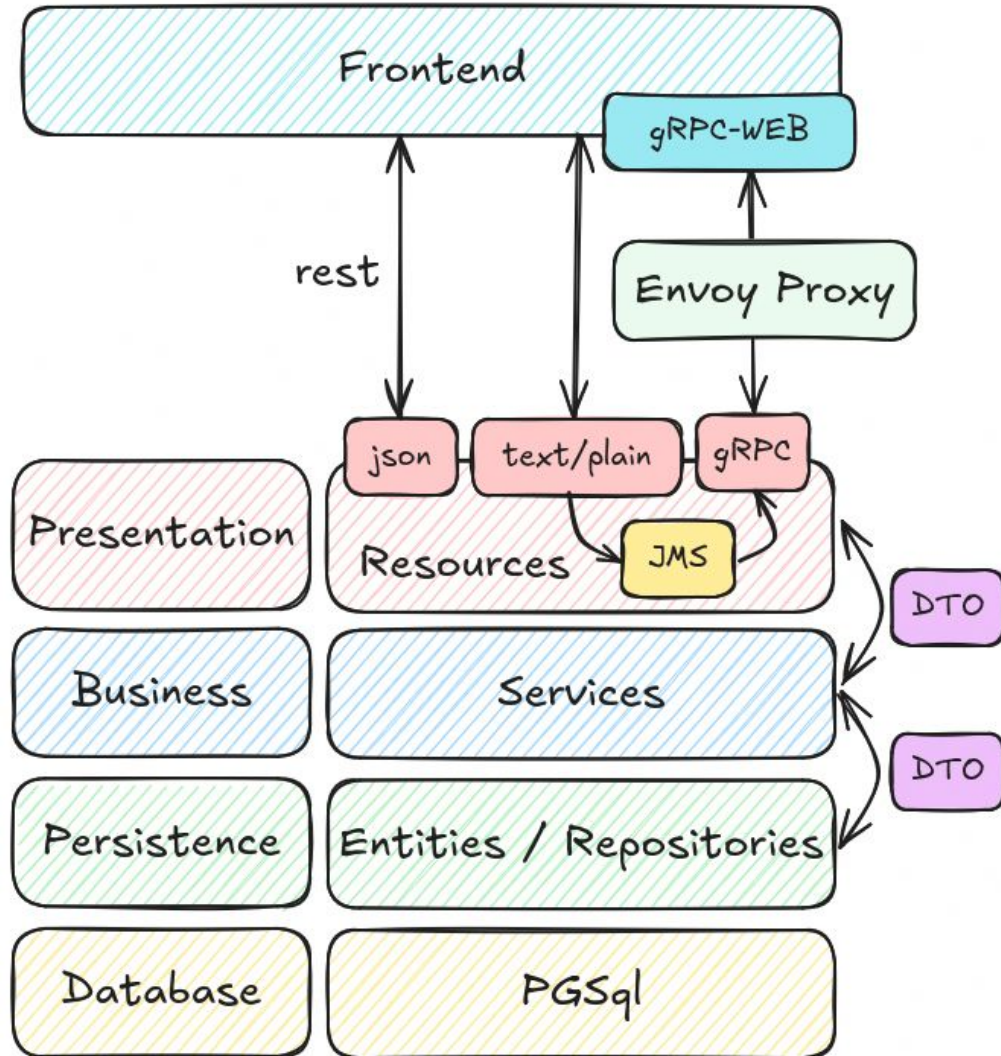 Frontend
gRPC-WEB
rest
Envoy Proxy
json
text/plain
gRPC
Presentation
Resources
JMS
DTO
Business
Services
DTO
Persistence
Entities / Repositories
Database
PGSql